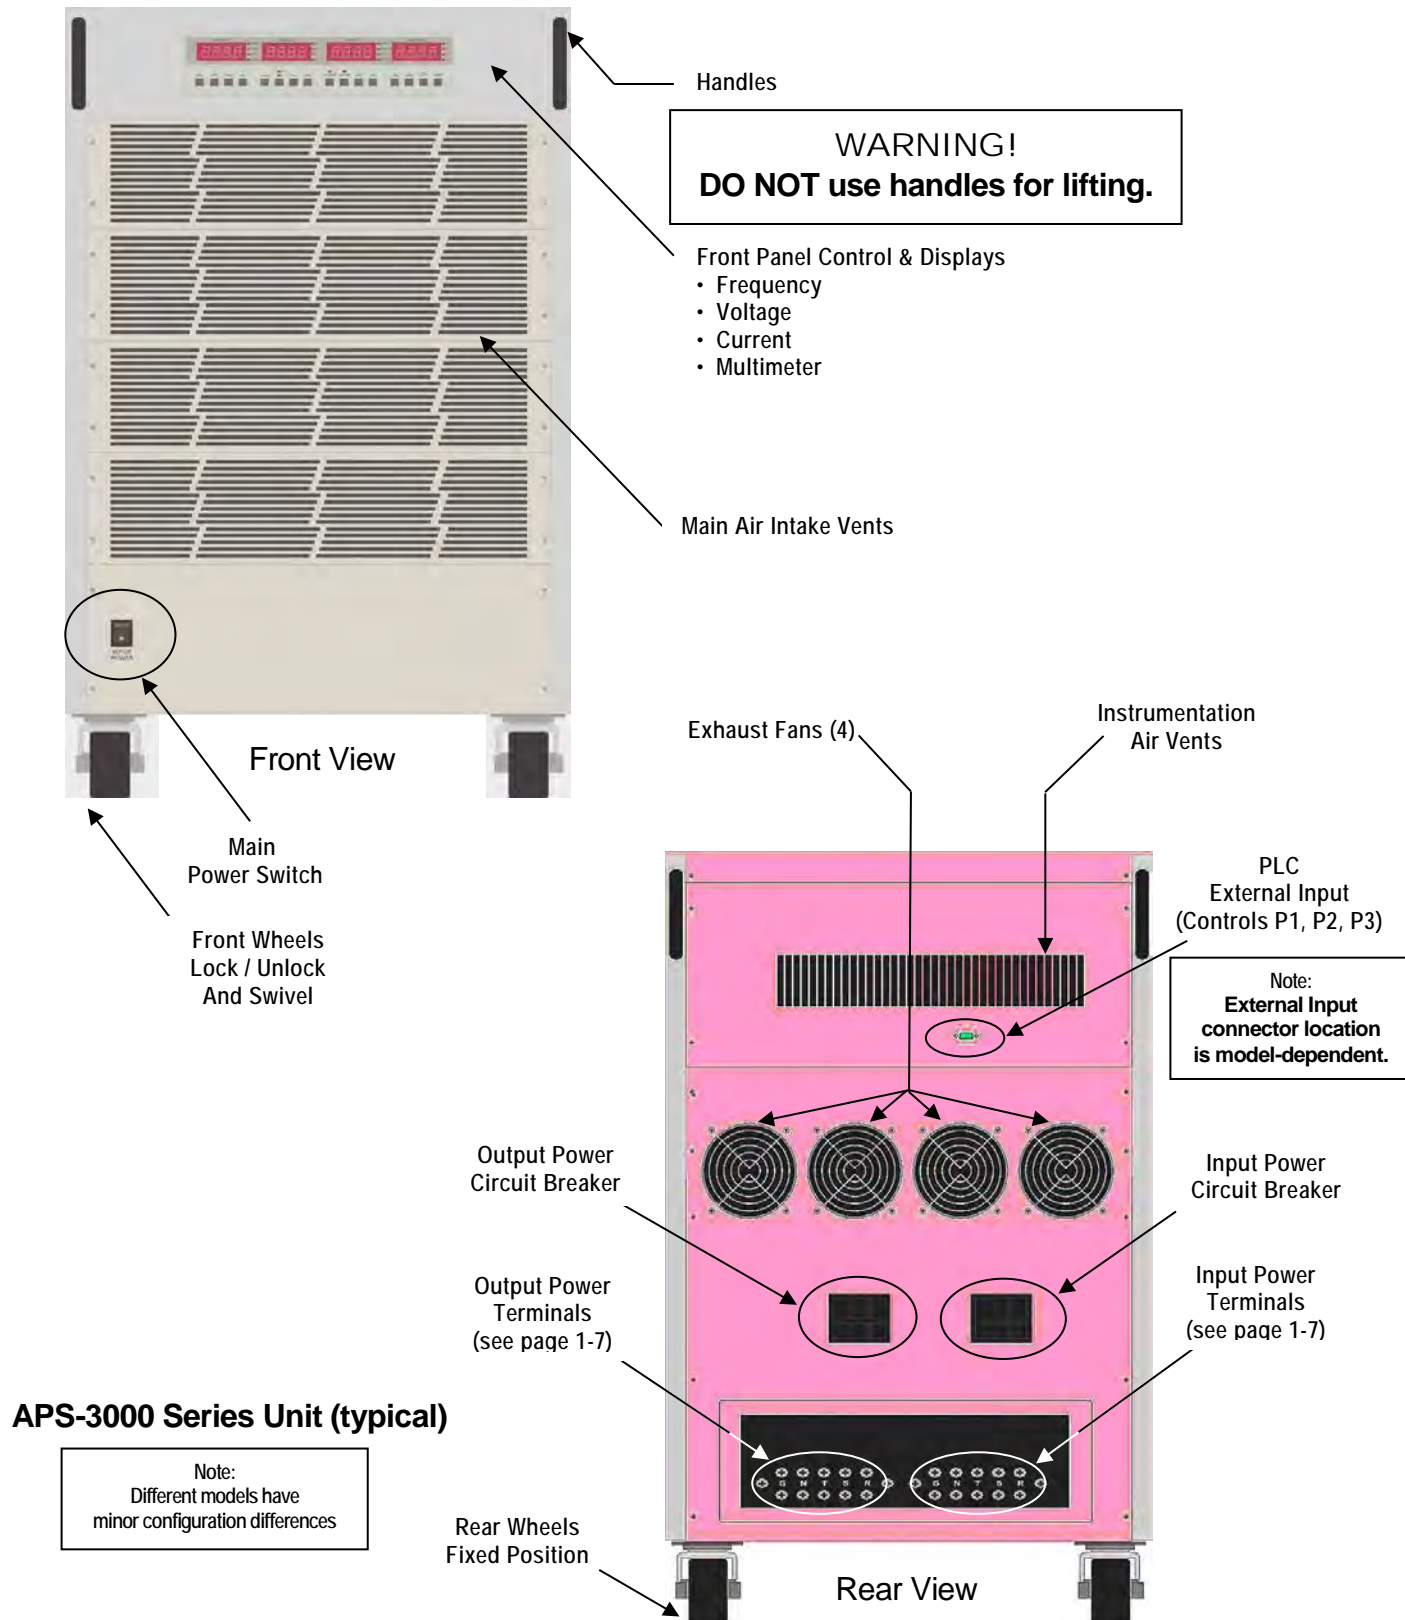 Handles
WARNING!
DO NOT use handles for lifting.
Front Panel Control & Displays
• Frequency
• Voltage
• Current
• Multimeter
Main Air Intake Vents
INPUT
POWER
Front View
Main
Power Switch
Front Wheels
Lock / Unlock
And Swivel
Exhaust Fans (4)
Instrumentation
Air Vents
PLC
External Input
(Controls P1, P2, P3)
Note:
External Input
connector location
is model-dependent.
Output Power
Circuit Breaker
Input Power
Circuit Breaker
Output Power
Terminals
(see page 1-7)
Input Power
Terminals
(see page 1-7)
APS-3000 Series Unit (typical)
Note:
Different models have
minor configuration differences
G N T S R
G N T S R
Rear Wheels
Fixed Position
Rear View